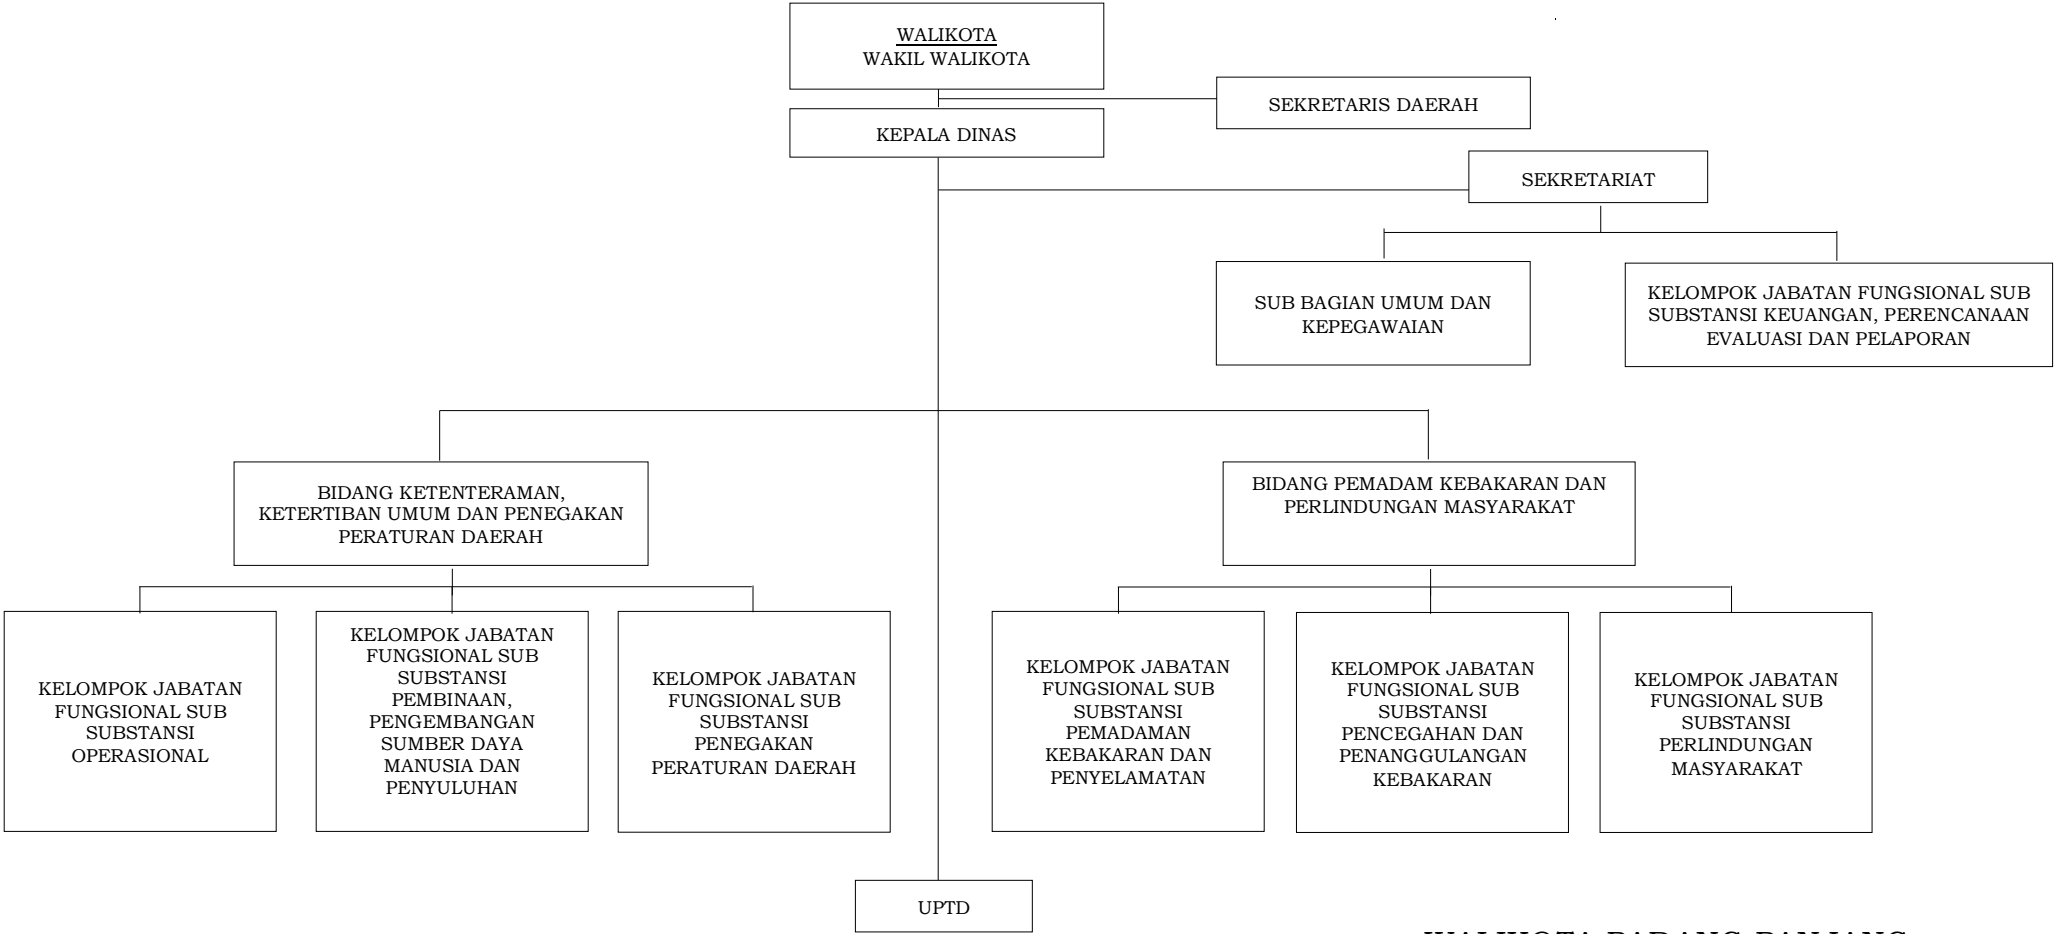 WALIKOTA
WAKIL WALIKOTA
SEKRETARIS DAERAH
KEPALA DINAS
SEKRETARIAT
SUB BAGIAN UMUM DAN
KEPEGAWAIAN
KELOMPOK JABATAN FUNGSIONAL SUB
SUBSTANSI KEUANGAN, PERENCANAAN
EVALUASI DAN PELAPORAN
BIDANG KETENTERAMAN,
KETERTIBAN UMUM DAN PENEGAKAN
PERATURAN DAERAH
BIDANG PEMADAM KEBAKARAN DAN
PERLINDUNGAN MASYARAKAT
KELOMPOK JABATAN
FUNGSIONAL SUB
SUBSTANSI
OPERASIONAL
KELOMPOK JABATAN
FUNGSIONAL SUB
SUBSTANSI
PEMBINAAN,
PENGEMBANGAN
SUMBER DAYA
MANUSIA DAN
PENYULUHAN
KELOMPOK JABATAN
FUNGSIONAL SUB
SUBSTANSI
PENEGAKAN
PERATURAN DAERAH
KELOMPOK JABATAN
FUNGSIONAL SUB
SUBSTANSI
PEMADAMAN
KEBAKARAN DAN
PENYELAMATAN
KELOMPOK JABATAN
FUNGSIONAL SUB
SUBSTANSI
PENCEGAHAN DAN
PENANGGULANGAN
KEBAKARAN
KELOMPOK JABATAN
FUNGSIONAL SUB
SUBSTANSI
PERLINDUNGAN
MASYARAKAT
UPTD
WALIKOTA PADANG PANJANG